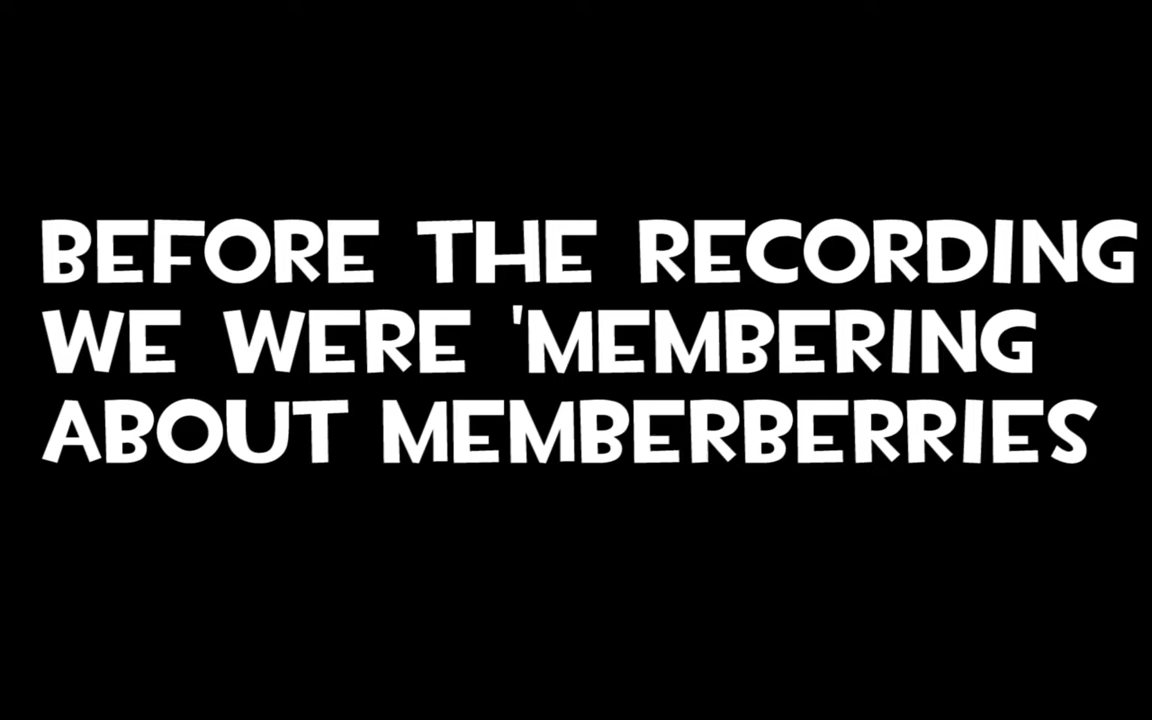 BEFORE THE RECORDING
WE WERE 'MEMBERING
ABOUT MEMBERBERRIES